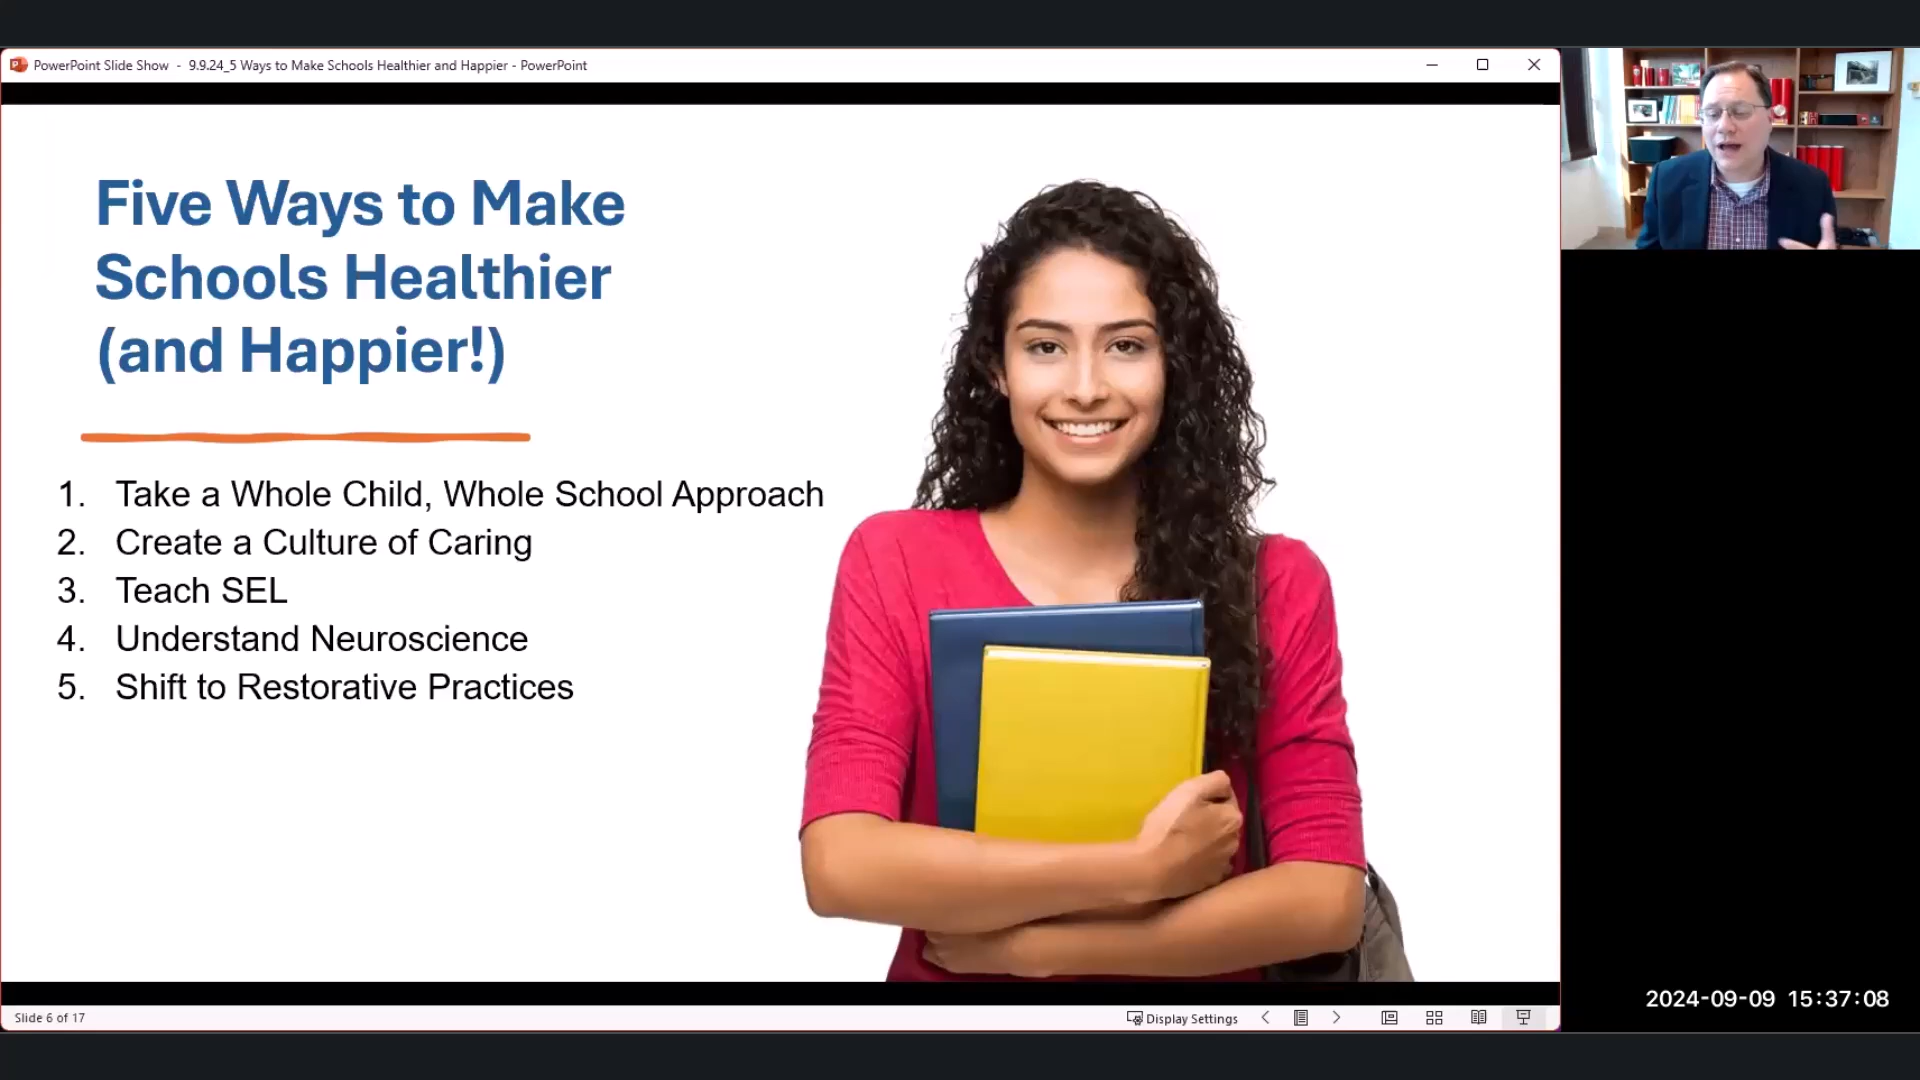 PowerPoint Slide Show - 9.9.24_5 Ways to Make Schools Healthier and Happier - PowerPoint
Five Ways to Make
Schools Healthier
(and Happier!)
1. Take a Whole Child, Whole School Approach
2. Create a Culture of Caring
3. Teach SEL
4. Understand Neuroscience
5. Shift to Restorative Practices
2024-09-09 15:37:08
Slide 6 of 17
Display Settings